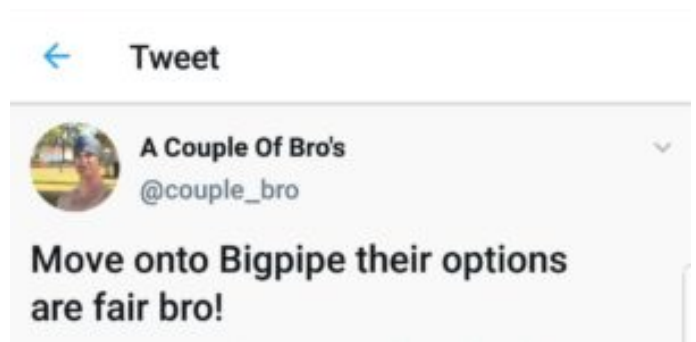 Tweet
A Couple Of Bro's
@couple_bro
Move onto Bigpipe their options
are fair bro!